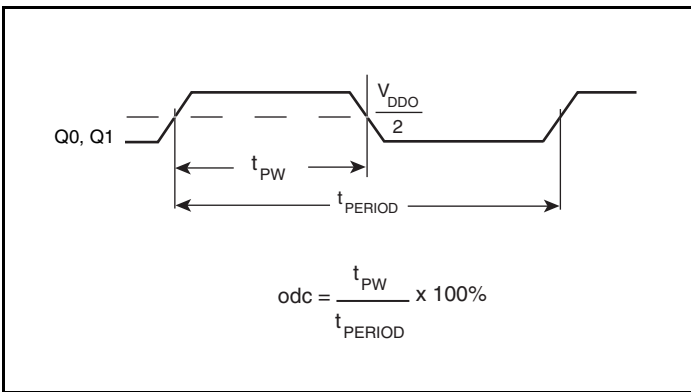 V_DDO
2
Q0, Q1
t_PW
t_PERIOD
odc = t_PW / t_PERIOD x 100%